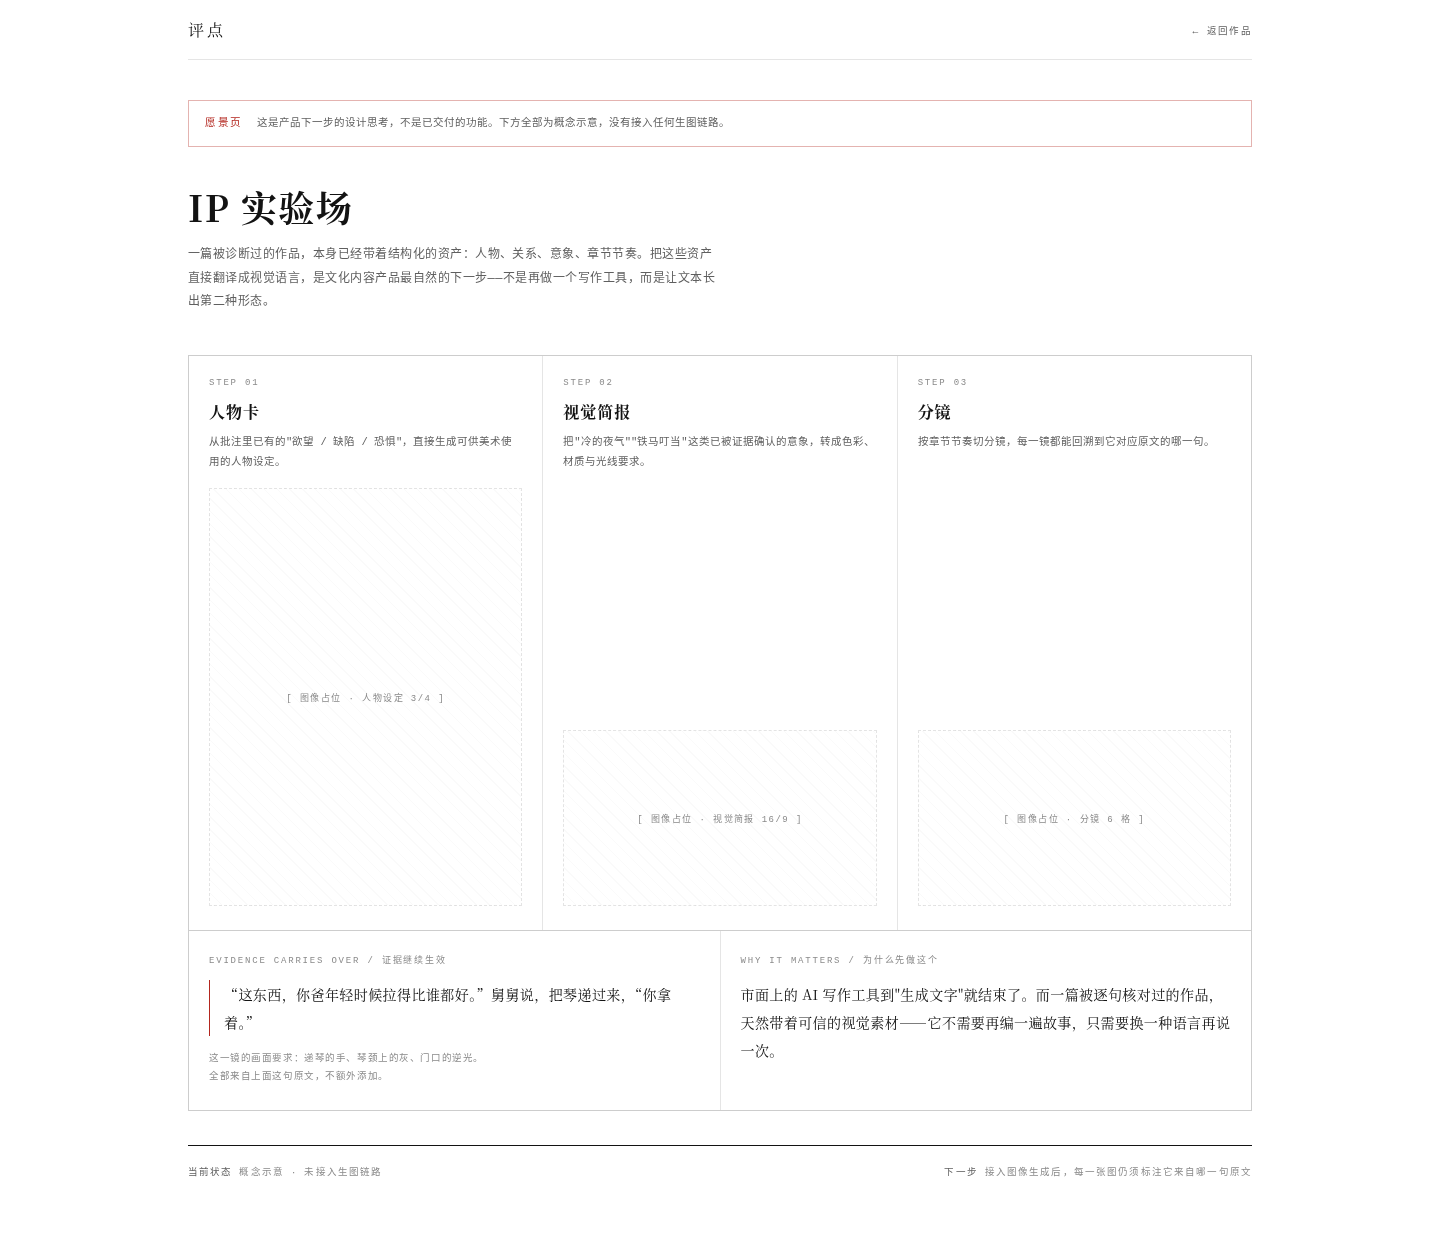 评点
← 返回作品
愿景页 这是产品下一步的设计思考，不是已交付的功能。下方全部为概念示意，没有接入任何生图链路。
IP 实验场
一篇被诊断过的作品，本身已经带着结构化的资产：人物、关系、意象、章节节奏。把这些资产
直接翻译成视觉语言，是文化内容产品最自然的下一步——不是再做一个写作工具，而是让文本长
出第二种形态。
STEP 01
人物卡
从批注里已有的"欲望 / 缺陷 / 恐惧"，直接生成可供美术使
用的人物设定。
[ 图像占位 · 人物设定 3/4 ]
STEP 02
视觉简报
把"冷的夜气""铁马叮当"这类已被证据确认的意象，转成色彩、
材质与光线要求。
[ 图像占位 · 视觉简报 16/9 ]
STEP 03
分镜
按章节节奏切分镜，每一镜都能回溯到它对应原文的哪一句。
[ 图像占位 · 分镜 6 格 ]
EVIDENCE CARRIES OVER / 证据继续生效
“这东西，你爸年轻时候拉得比谁都好。”舅舅说，把琴递过来，“你拿
着。”
这一镜的画面要求：递琴的手、琴颈上的灰、门口的逆光。
全部来自上面这句原文，不额外添加。
WHY IT MATTERS / 为什么先做这个
市面上的 AI 写作工具到"生成文字"就结束了。而一篇被逐句核对过的作品，
天然带着可信的视觉素材——它不需要再编一遍故事，只需要换一种语言再说
一次。
当前状态 概念示意 · 未接入生图链路
下一步 接入图像生成后，每一张图仍须标注它来自哪一句原文